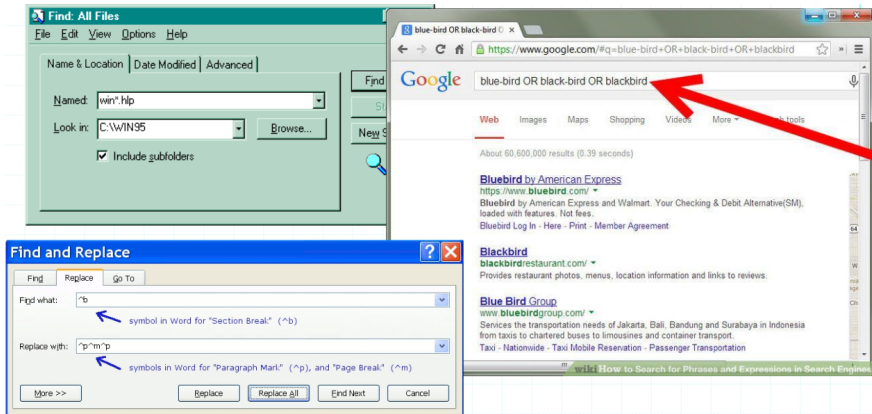 Find: All Files
File Edit View Options Help
Name & Location Date Modified Advanced
Find
Named: win*.hlp
Look in: C:\WIN95 Browse...
New S
Include subfolders
blue-bird OR black-bird O ×
https://www.google.com/#q=blue-bird+OR+black-bird+OR+blackbird
Google blue-bird OR black-bird OR blackbird
Web Images Maps Shopping Videos More tools
About 60,600,000 results (0.39 seconds)
Bluebird by American Express
https://www.bluebird.com/
Bluebird by American Express and Walmart. Your Checking & Debit Alternative(SM),
loaded with features. Not fees.
Bluebird Log In - Here - Print - Member Agreement
Blackbird
blackbirdrestaurant.com/
Provides restaurant photos, menus, location information and links to reviews.
Blue Bird Group
www.bluebirdgroup.com/
Services the transportation needs of Jakarta, Bali, Bandung and Surabaya in Indonesia
from taxis to chartered buses to limousines and container transport.
Taxi - Nationwide - Taxi Mobile Reservation - Passenger Transportation
wiki How to Search for Phrases and Expressions in Search Engines
Find and Replace
Find Replace Go To
Find what: ^b
symbol in Word for "Section Break" (^b)
Replace with: ^p^m^p
symbols in Word for "Paragraph Mark" (^p), and "Page Break" (^m)
More >> Replace Replace All Find Next Cancel